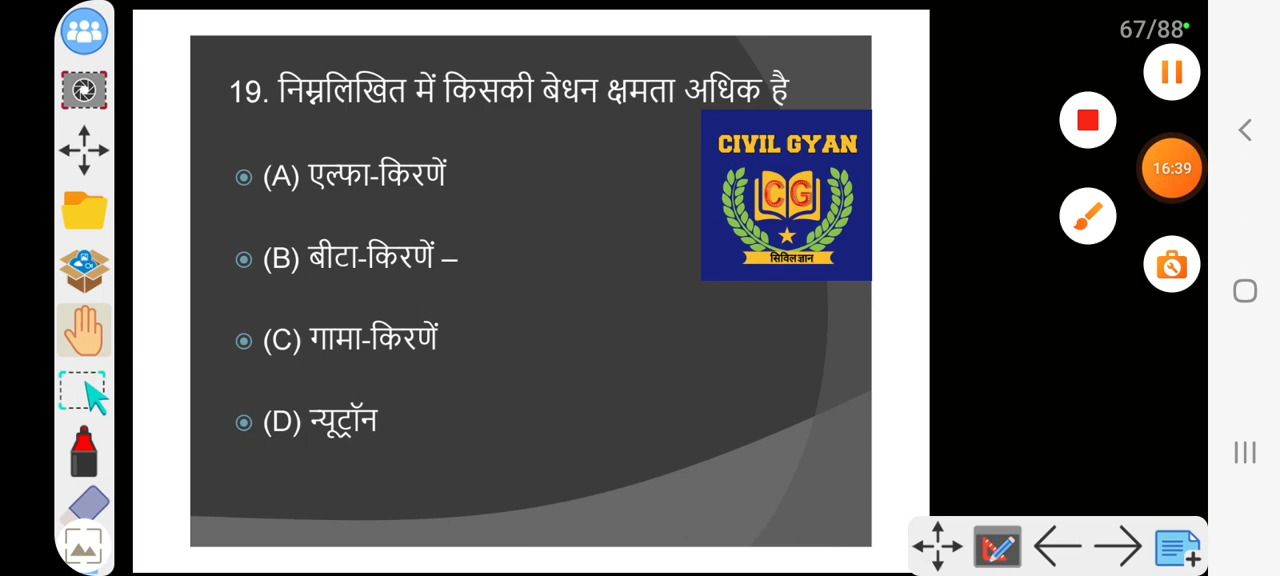 67/88
19. निम्नलिखित में किसकी बेधन क्षमता अधिक है
CIVIL GYAN
CG
सिविल ज्ञान
(A) एल्फा-किरणें
(B) बीटा-किरणें –
(C) गामा-किरणें
(D) न्यूट्रॉन
16:39